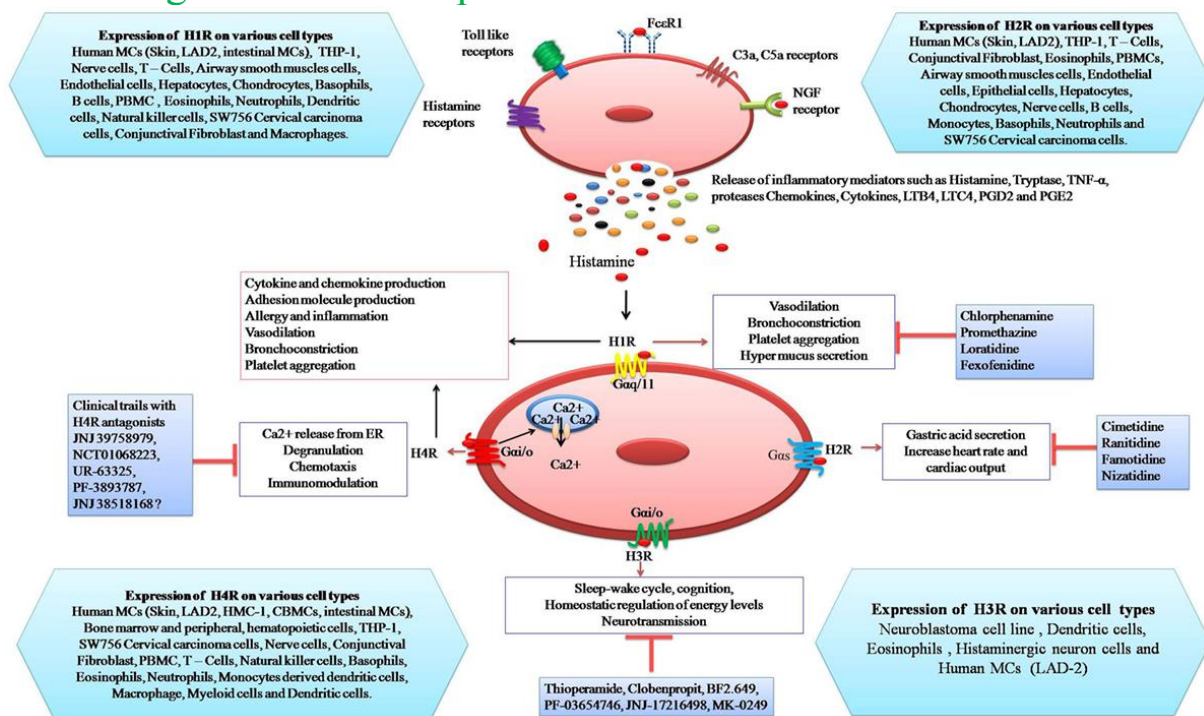 Expression of H1R on various cell types
Human MCs (Skin, LAD2, intestinal MCs), THP-1,
Nerve cells, T – Cells, Airway smooth muscles cells,
Endothelial cells, Hepatocytes, Chondrocytes, Basophils,
B cells, PBMC , Eosinophils, Neutrophils, Dendritic
cells, Natural killer cells, SW756 Cervical carcinoma
cells, Conjunctival Fibroblast and Macrophages.
Toll like
receptors
FcεR1
C3a, C5a receptors
NGF
receptor
Histamine
receptors
Expression of H2R on various cell types
Human MCs (Skin, LAD2), THP-1, T – Cells,
Conjunctival Fibroblast, Eosinophils, PBMCs,
Airway smooth muscles cells, Endothelial
cells, Epithelial cells, Hepatocytes,
Chondrocytes, Nerve cells, B cells,
Monocytes, Basophils, Neutrophils and
SW756 Cervical carcinoma cells.
Release of inflammatory mediators such as Histamine, Tryptase, TNF-α,
proteases Chemokines, Cytokines, LTB4, LTC4, PGD2 and PGE2
Histamine
Cytokine and chemokine production
Adhesion molecule production
Allergy and inflammation
Vasodilation
Bronchoconstriction
Platelet aggregation
H1R
Gαq/11
Vasodilation
Bronchoconstriction
Platelet aggregation
Hyper mucus secretion
Chlorphenamine
Promethazine
Loratidine
Fexofenidine
Clinical trails with
H4R antagonists
JNJ 39758979,
NCT01068223,
UR-63325,
PF-3893787,
JNJ 38518168 ?
Ca2+ release from ER
Degranulation
Chemotaxis
Immunomodulation
H4R
Gαi/o
Ca2+
Ca2+ Ca2+
Ca2+
Gαs
H2R
Gastric acid secretion
Increase heart rate and
cardiac output
Cimetidine
Ranitidine
Famotidine
Nizatidine
Gαi/o
H3R
Sleep-wake cycle, cognition,
Homeostatic regulation of energy levels
Neurotransmission
Thioperamide, Clobenpropit, BF2.649,
PF-03654746, JNJ-17216498, MK-0249
Expression of H4R on various cell types
Human MCs (Skin, LAD2, HMC-1, CBMCs, intestinal MCs),
Bone marrow and peripheral, hematopoietic cells, THP-1,
SW756 Cervical carcinoma cells, Nerve cells, Conjunctival
Fibroblast, PBMC, T – Cells, Natural killer cells, Basophils,
Eosinophils, Neutrophils, Monocytes derived dendritic cells,
Macrophage, Myeloid cells and Dendritic cells.
Expression of H3R on various cell types
Neuroblastoma cell line , Dendritic cells,
Eosinophils , Histaminergic neuron cells and
Human MCs (LAD-2)